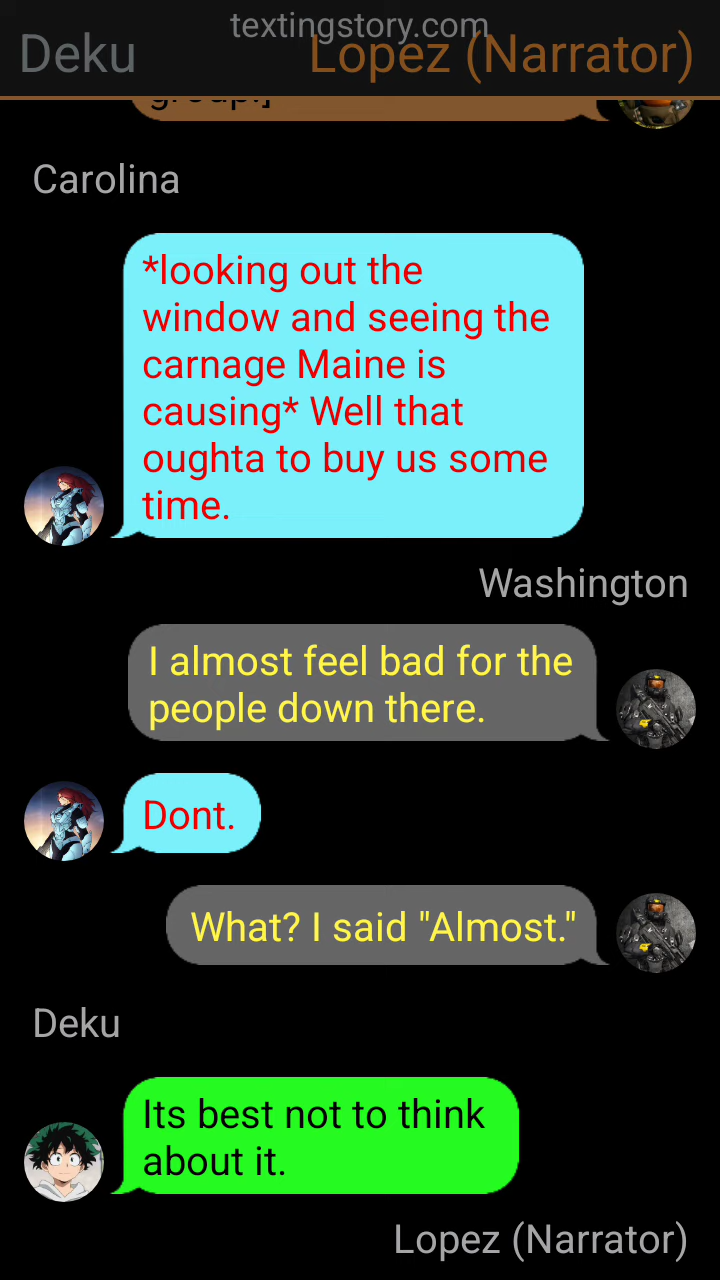 textingstory.com
Deku
Lopez (Narrator)
group.]
Carolina
*looking out the
window and seeing the
carnage Maine is
causing* Well that
oughta to buy us some
time.
Washington
I almost feel bad for the
people down there.
Dont.
What? I said "Almost."
Deku
Its best not to think
about it.
Lopez (Narrator)